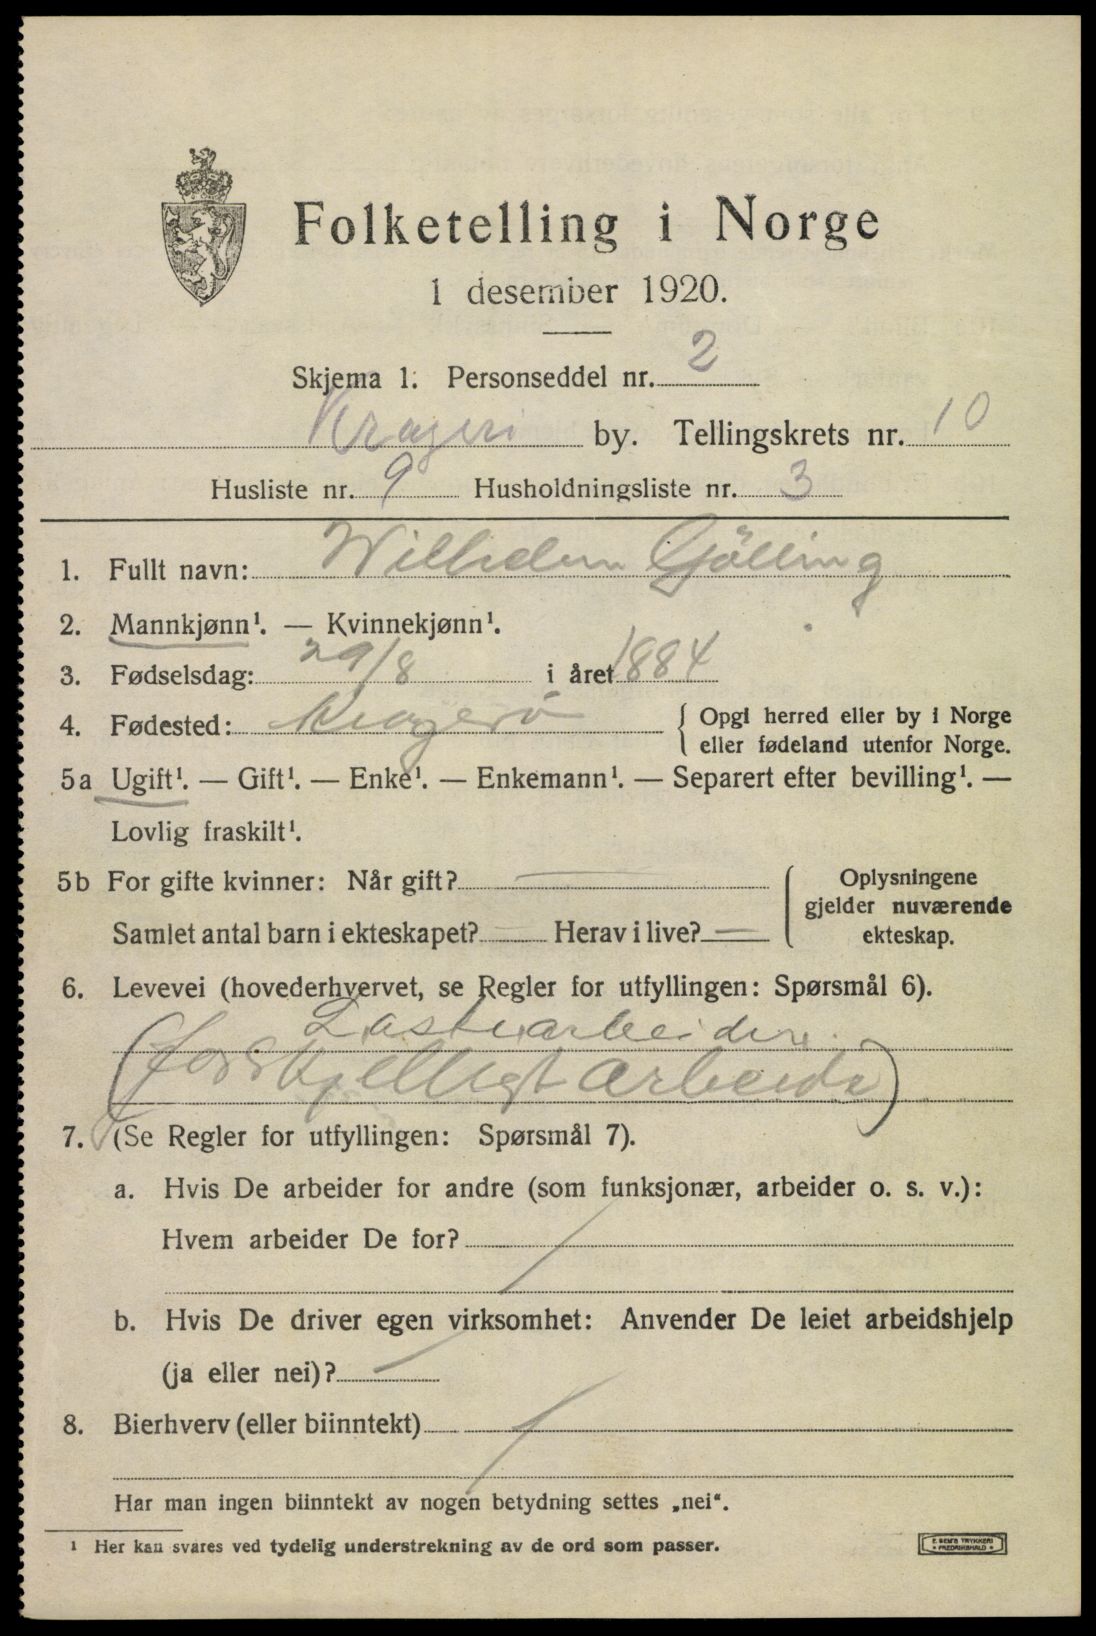 Folketelling i Norge
1 desember 1920.
Skjema 1. Personseddel nr. 2
Kragerö by. Tellingskrets nr. 10
Husliste nr. 9 Husholdningsliste nr. 3
1. Fullt navn: Wilhelm Gjölling
2. Mannkjønn¹. — Kvinnekjønn¹.
3. Fødselsdag: 29/8 i året 1884
4. Fødested: Kragerö { Opgi herred eller by i Norge
eller fødeland utenfor Norge.
5a Ugift¹. — Gift¹. — Enke¹. — Enkemann¹. — Separert efter bevilling¹. —
Lovlig fraskilt¹.
5b For gifte kvinner: Når gift? — { Oplysningene
gjelder nuværende
Samlet antal barn i ekteskapet? — Herav i live? — ekteskap.
6. Levevei (hovederhvervet, se Regler for utfyllingen: Spørsmål 6).
Lastearbeider
(forskjelligt arbeide)
7. (Se Regler for utfyllingen: Spørsmål 7).
a. Hvis De arbeider for andre (som funksjonær, arbeider o. s. v.):
Hvem arbeider De for?
b. Hvis De driver egen virksomhet: Anvender De leiet arbeidshjelp
(ja eller nei)?
8. Bierhverv (eller biinntekt)
Har man ingen biinntekt av nogen betydning settes „nei“.
¹ Her kan svares ved tydelig understrekning av de ord som passer.
E. SEM'S TRYKKERI
* FREDRIKSHALD *